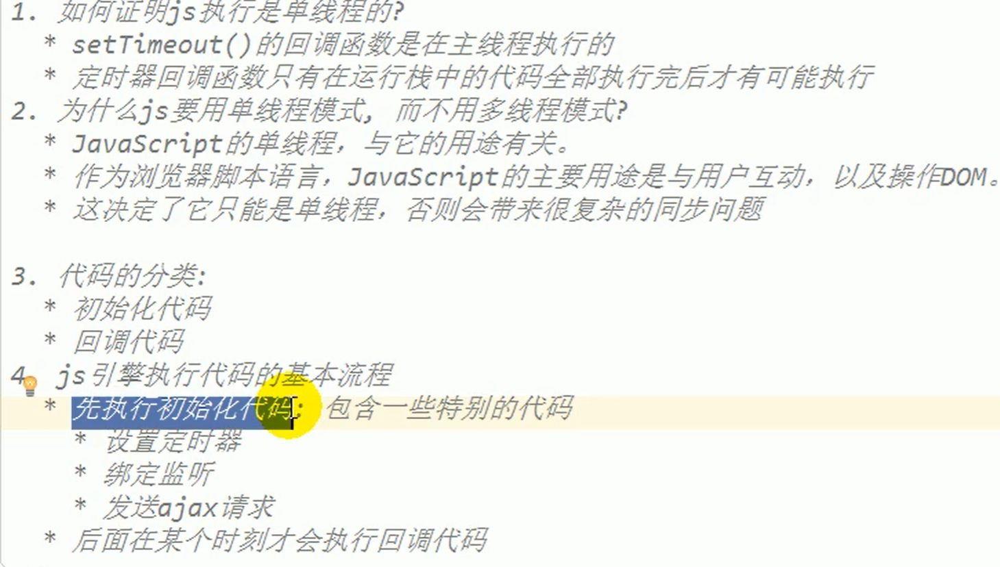 1. 如何证明js执行是单线程的?
* setTimeout()的回调函数是在主线程执行的
* 定时器回调函数只有在运行栈中的代码全部执行完后才有可能执行
2. 为什么js要用单线程模式, 而不用多线程模式?
* JavaScript的单线程，与它的用途有关。
* 作为浏览器脚本语言，JavaScript的主要用途是与用户互动，以及操作DOM。
* 这决定了它只能是单线程，否则会带来很复杂的同步问题
3. 代码的分类:
* 初始化代码
* 回调代码
4. js引擎执行代码的基本流程
* 先执行初始化代码: 包含一些特别的代码
* 设置定时器
* 绑定监听
* 发送ajax请求
* 后面在某个时刻才会执行回调代码